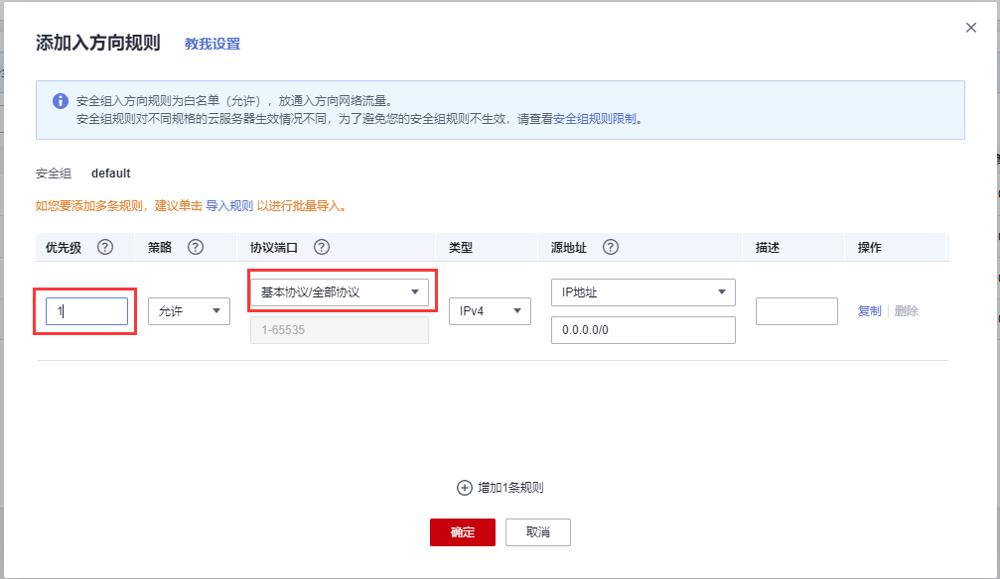 添加入方向规则 教我设置
安全组入方向规则为白名单（允许），放通入方向网络流量。
安全组规则对不同规格的云服务器生效情况不同，为了避免您的安全组规则不生效，请查看安全组规则限制。
安全组 default
如您要添加多条规则，建议单击 导入规则 以进行批量导入。
优先级 策略 协议端口 类型 源地址 描述 操作
1 允许 基本协议/全部协议 IPv4 IP地址 复制 删除
1-65535 0.0.0.0/0
增加1条规则
确定 取消